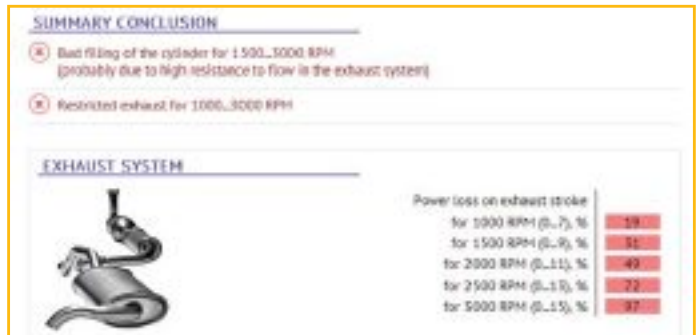 SUMMARY CONCLUSION
Bad filling of the cylinder for 1500..3000 RPM
(probably due to high resistance to flow in the exhaust system)
Restricted exhaust for 1000..3000 RPM
EXHAUST SYSTEM
Power loss on exhaust stroke
for 1000 RPM (0..7), % 19
for 1500 RPM (0..9), % 31
for 2000 RPM (0..11), % 49
for 2500 RPM (0..13), % 72
for 3000 RPM (0..15), % 97